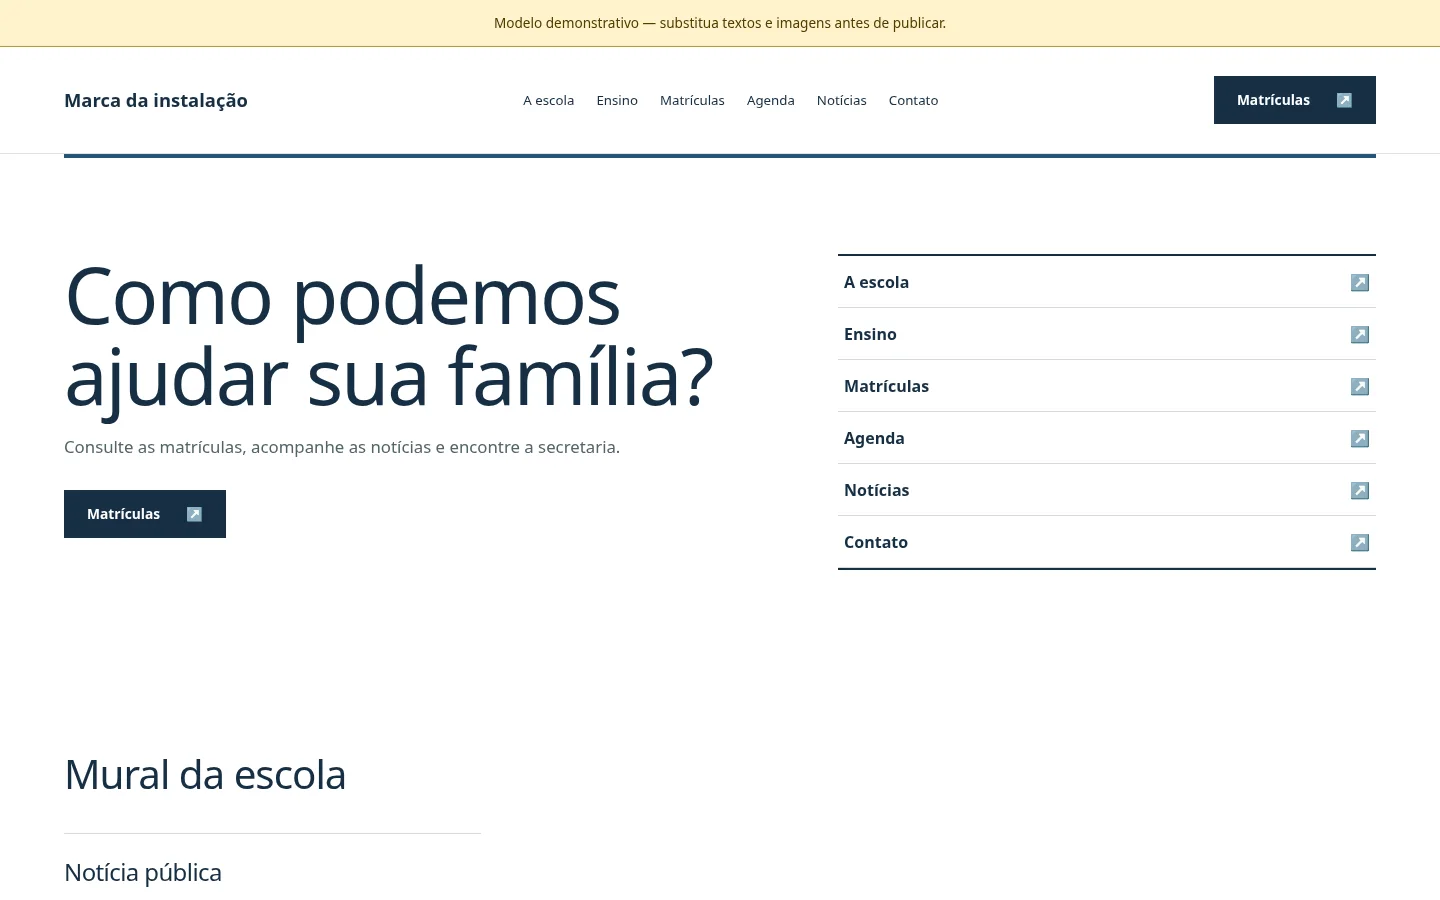 Modelo demonstrativo — substitua textos e imagens antes de publicar.
Marca da instalação
A escola
Ensino
Matrículas
Agenda
Notícias
Contato
Matrículas ↗
Como podemos
ajudar sua família?
Consulte as matrículas, acompanhe as notícias e encontre a secretaria.
Matrículas ↗
A escola ↗
Ensino ↗
Matrículas ↗
Agenda ↗
Notícias ↗
Contato ↗
Mural da escola
Notícia pública